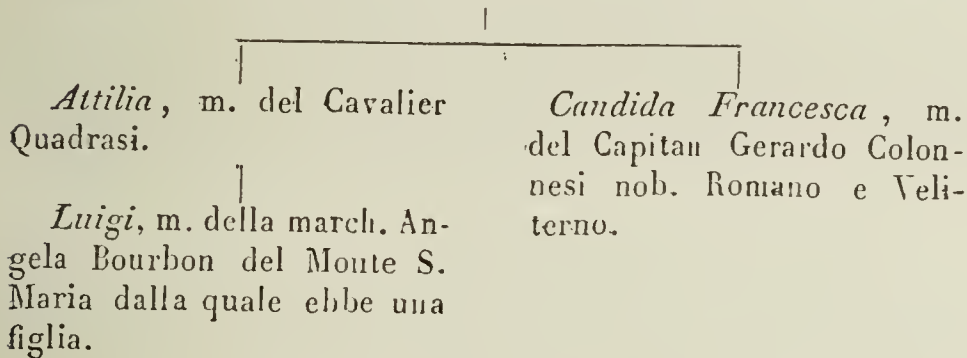 Attilia, m. del Cavalier
Quadrasi.
Luigi, m. della march. An-
gela Bourbon del Monte S.
Maria dalla quale ebbe una
figlia.
Candida Francesca, m.
del Capitan Gerardo Colon-
nesi nob. Romano e Veli-
terno.